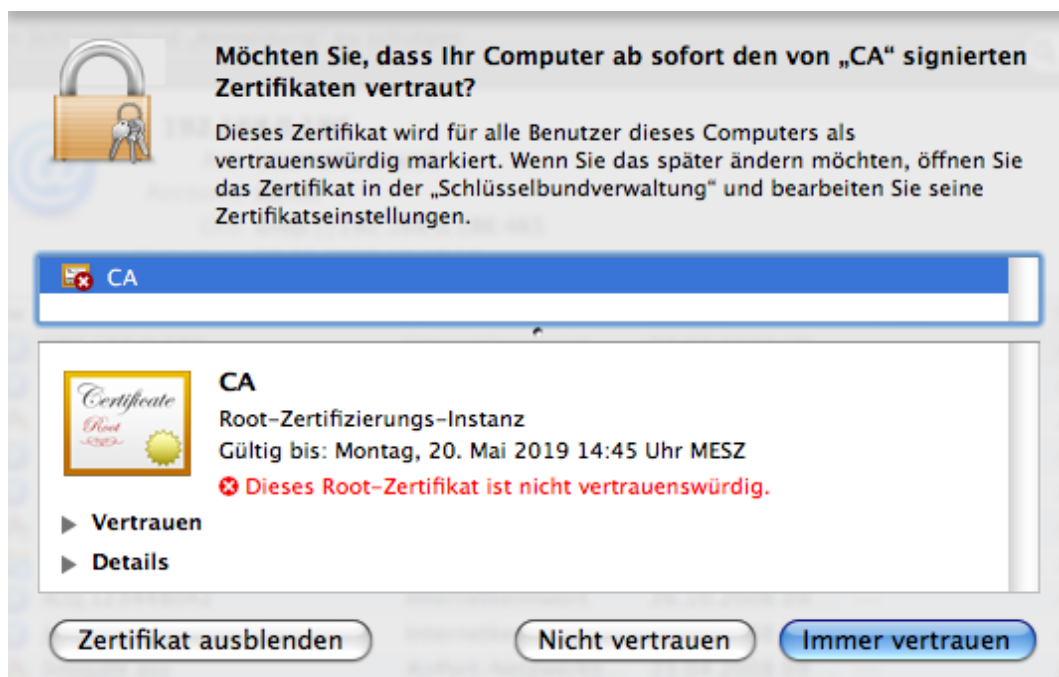 Möchten Sie, dass Ihr Computer ab sofort den von „CA“ signierten
Zertifikaten vertraut?
Dieses Zertifikat wird für alle Benutzer dieses Computers als
vertrauenswürdig markiert. Wenn Sie das später ändern möchten, öffnen Sie
das Zertifikat in der „Schlüsselbundverwaltung“ und bearbeiten Sie seine
Zertifikatseinstellungen.
CA
Certificate
Root
CA
Root-Zertifizierungs-Instanz
Gültig bis: Montag, 20. Mai 2019 14:45 Uhr MESZ
Dieses Root-Zertifikat ist nicht vertrauenswürdig.
Vertrauen
Details
Zertifikat ausblenden
Nicht vertrauen
Immer vertrauen